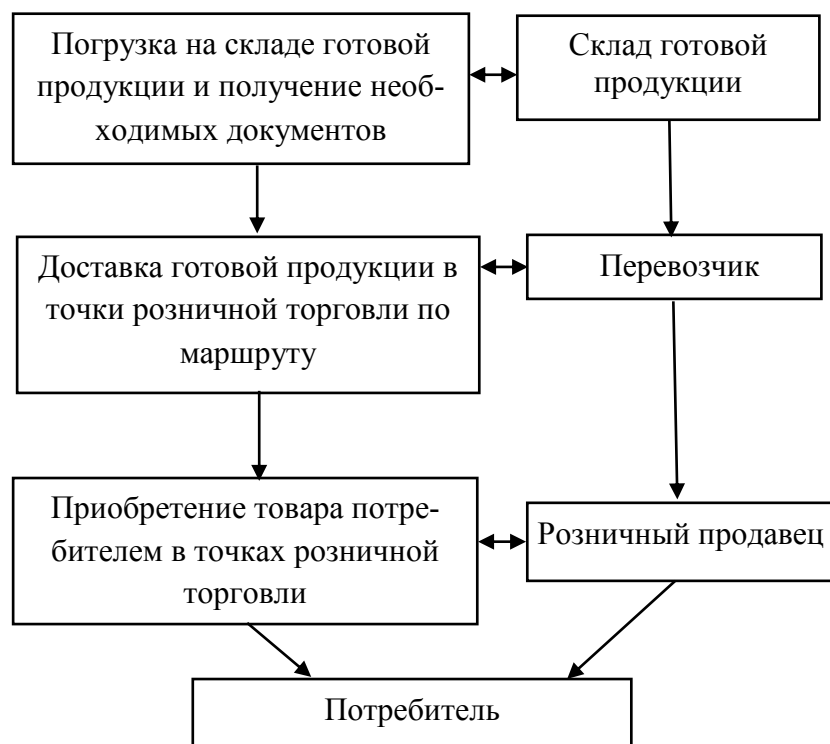 Погрузка на складе готовой
продукции и получение необ-
ходимых документов
Склад готовой
продукции
Доставка готовой продукции в
точки розничной торговли по
маршруту
Перевозчик
Приобретение товара потре-
бителем в точках розничной
торговли
Розничный продавец
Потребитель